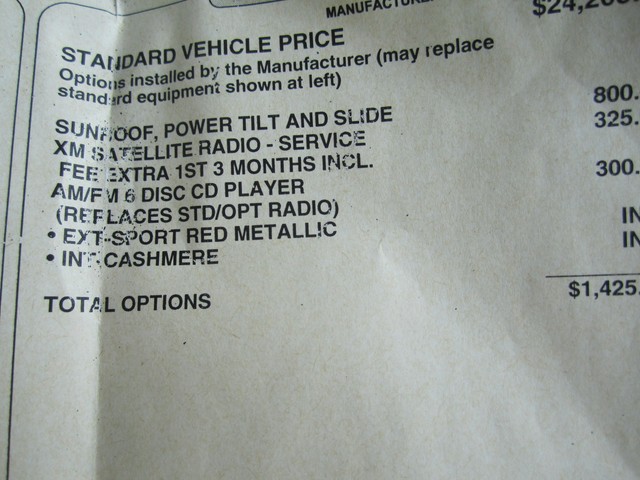 STANDARD VEHICLE PRICE
Options installed by the Manufacturer (may replace
standard equipment shown at left)
SUNROOF, POWER TILT AND SLIDE 800.
XM SATELLITE RADIO - SERVICE 325.
FEE EXTRA 1ST 3 MONTHS INCL.
AM/FM 6 DISC CD PLAYER 300.
(REPLACES STD/OPT RADIO)
• EXT-SPORT RED METALLIC IN
• INT-CASHMERE IN
TOTAL OPTIONS $1,425.